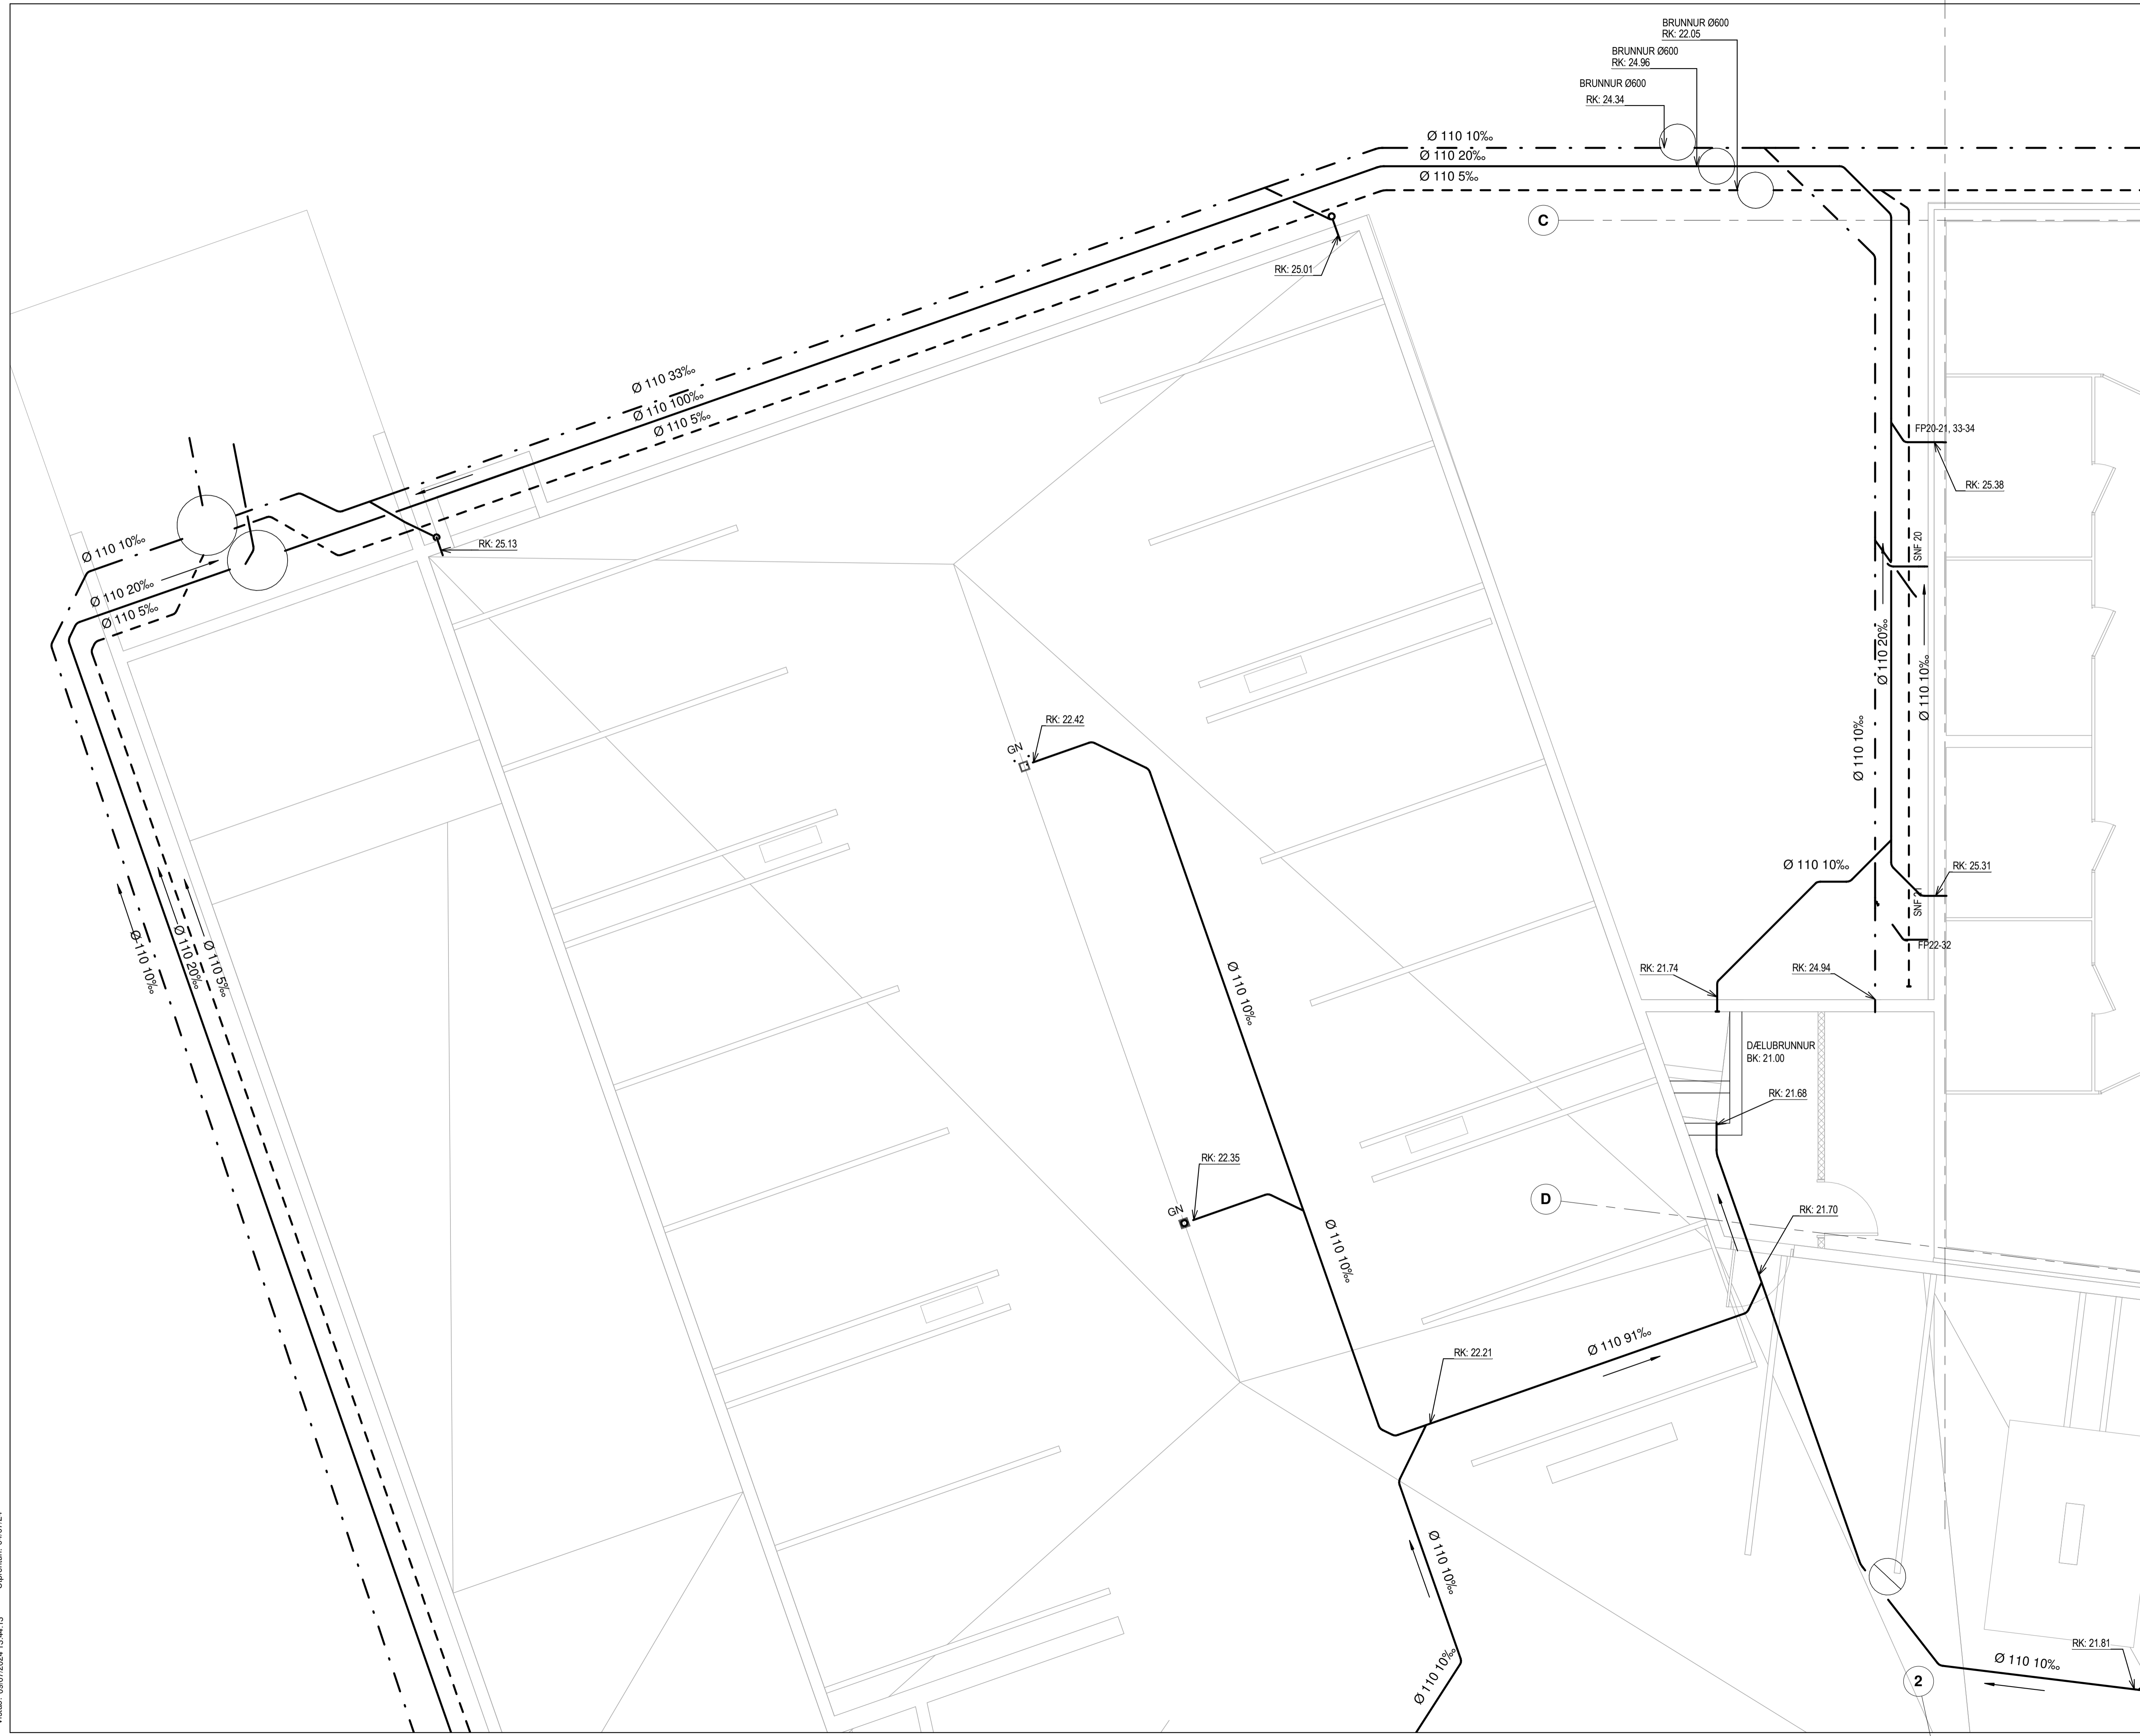 BRUNNUR Ø600
RK: 22.05
BRUNNUR Ø600
RK: 24.96
BRUNNUR Ø600
RK: 24.34
Ø 110 10‰
Ø 110 20‰
Ø 110 5‰
C
RK: 25.01
Ø 110 33‰
Ø 110 100‰
Ø 110 5‰
FP20-21, 33-34
RK: 25.38
SNF 20
RK: 25.13
Ø 110 10‰
Ø 110 20‰
Ø 110 5‰
Ø 110 20‰
Ø 110 10‰
Ø 110 10‰
RK: 22.42
GN
Ø 110 10‰
RK: 25.31
SNF 21
FP22-32
Ø 110 10‰
Ø 110 20‰
Ø 110 5‰
Ø 110 10‰
RK: 21.74
RK: 24.94
DÆLUBRUNNUR
BK: 21.00
RK: 21.68
RK: 22.35
GN
D
RK: 21.70
Ø 110 10‰
Ø 110 91‰
RK: 22.21
Ø 110 10‰
Ø 110 10‰
RK: 21.81
Ø 110 10‰
2